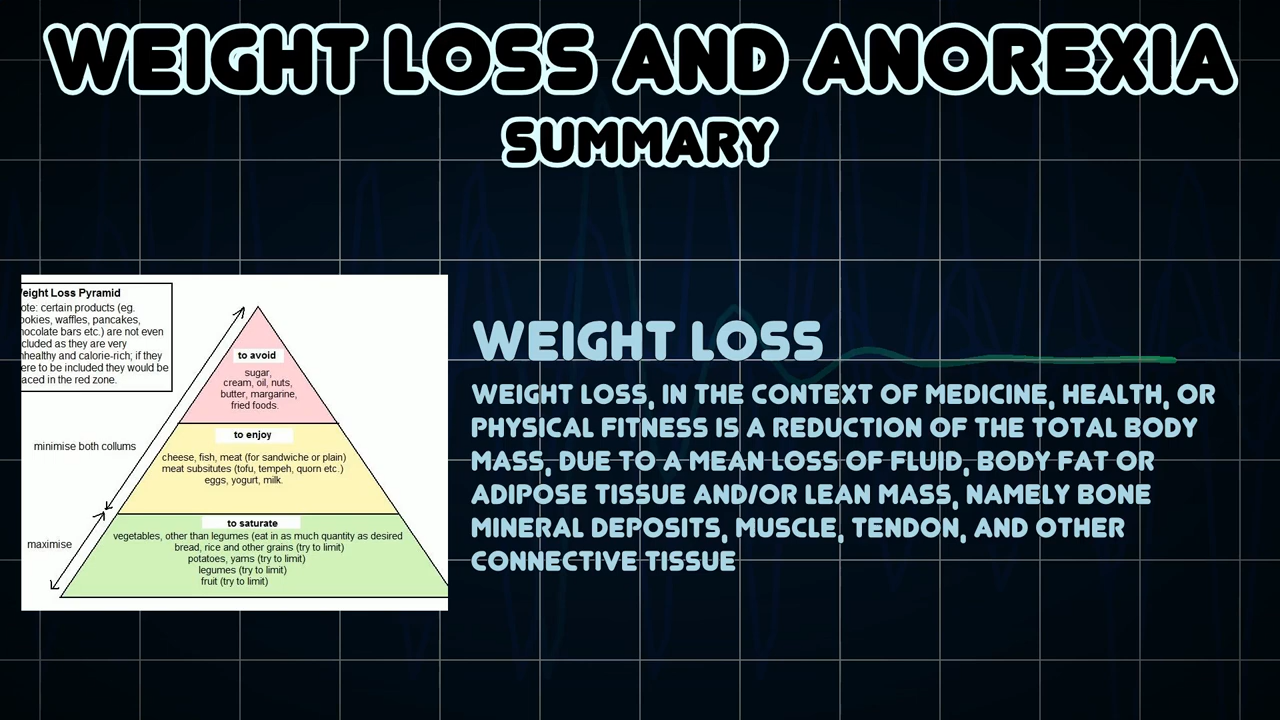 WEIGHT LOSS AND ANOREXIA
SUMMARY
eight Loss Pyramid
ote: certain products (eg.
ookies, waffles, pancakes,
hocolate bars etc.) are not even
cluded as they are very
nhealthy and calorie-rich; if they
ere to be included they would be
aced in the red zone.
to avoid
sugar,
cream, oil, nuts,
butter, margarine,
fried foods.
to enjoy
cheese, fish, meat (for sandwiche or plain)
meat subsitutes (tofu, tempeh, quorn etc.)
eggs, yogurt, milk.
minimise both collums
to saturate
vegetables, other than legumes (eat in as much quantity as desired
bread, rice and other grains (try to limit)
potatoes, yams (try to limit)
legumes (try to limit)
fruit (try to limit)
maximise
WEIGHT LOSS
WEIGHT LOSS, IN THE CONTEXT OF MEDICINE, HEALTH, OR
PHYSICAL FITNESS IS A REDUCTION OF THE TOTAL BODY
MASS, DUE TO A MEAN LOSS OF FLUID, BODY FAT OR
ADIPOSE TISSUE AND/OR LEAN MASS, NAMELY BONE
MINERAL DEPOSITS, MUSCLE, TENDON, AND OTHER
CONNECTIVE TISSUE